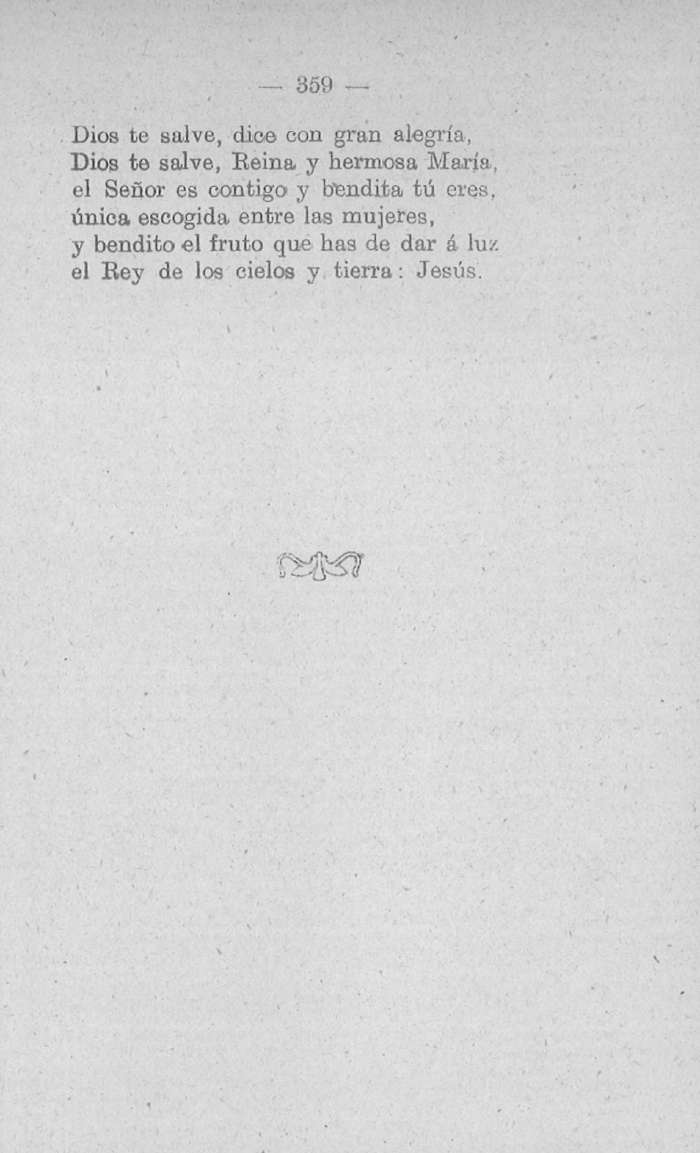 — 359 —
Dios te salve, dice con gran alegría,
Dios te salve, Reina y hermosa María,
el Señor es contigo y bendita tú eres,
única escogida entre las mujeres,
y bendito el fruto que has de dar á luz
el Rey de los cielos y tierra: Jesús.